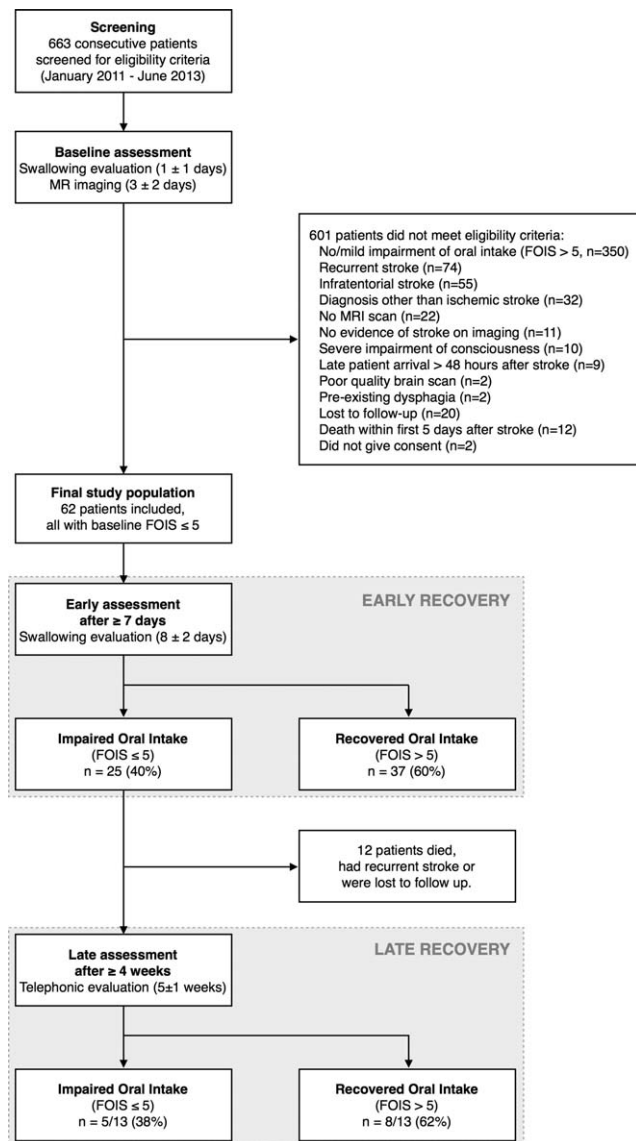 Screening
663 consecutive patients
screened for eligibility criteria
(January 2011 - June 2013)
Baseline assessment
Swallowing evaluation (1 ± 1 days)
MR imaging (3 ± 2 days)
601 patients did not meet eligibility criteria:
No/mild impairment of oral intake (FOIS > 5, n=350)
Recurrent stroke (n=74)
Infratentorial stroke (n=55)
Diagnosis other than ischemic stroke (n=32)
No MRI scan (n=22)
No evidence of stroke on imaging (n=11)
Severe impairment of consciousness (n=10)
Late patient arrival > 48 hours after stroke (n=9)
Poor quality brain scan (n=2)
Pre-existing dysphagia (n=2)
Lost to follow-up (n=20)
Death within first 5 days after stroke (n=12)
Did not give consent (n=2)
Final study population
62 patients included,
all with baseline FOIS ≤ 5
EARLY RECOVERY
Early assessment
after ≥ 7 days
Swallowing evaluation (8 ± 2 days)
Impaired Oral Intake
(FOIS ≤ 5)
n = 25 (40%)
Recovered Oral Intake
(FOIS > 5)
n = 37 (60%)
12 patients died,
had recurrent stroke or
were lost to follow up.
LATE RECOVERY
Late assessment
after ≥ 4 weeks
Telephonic evaluation (5±1 weeks)
Impaired Oral Intake
(FOIS ≤ 5)
n = 5/13 (38%)
Recovered Oral Intake
(FOIS > 5)
n = 8/13 (62%)